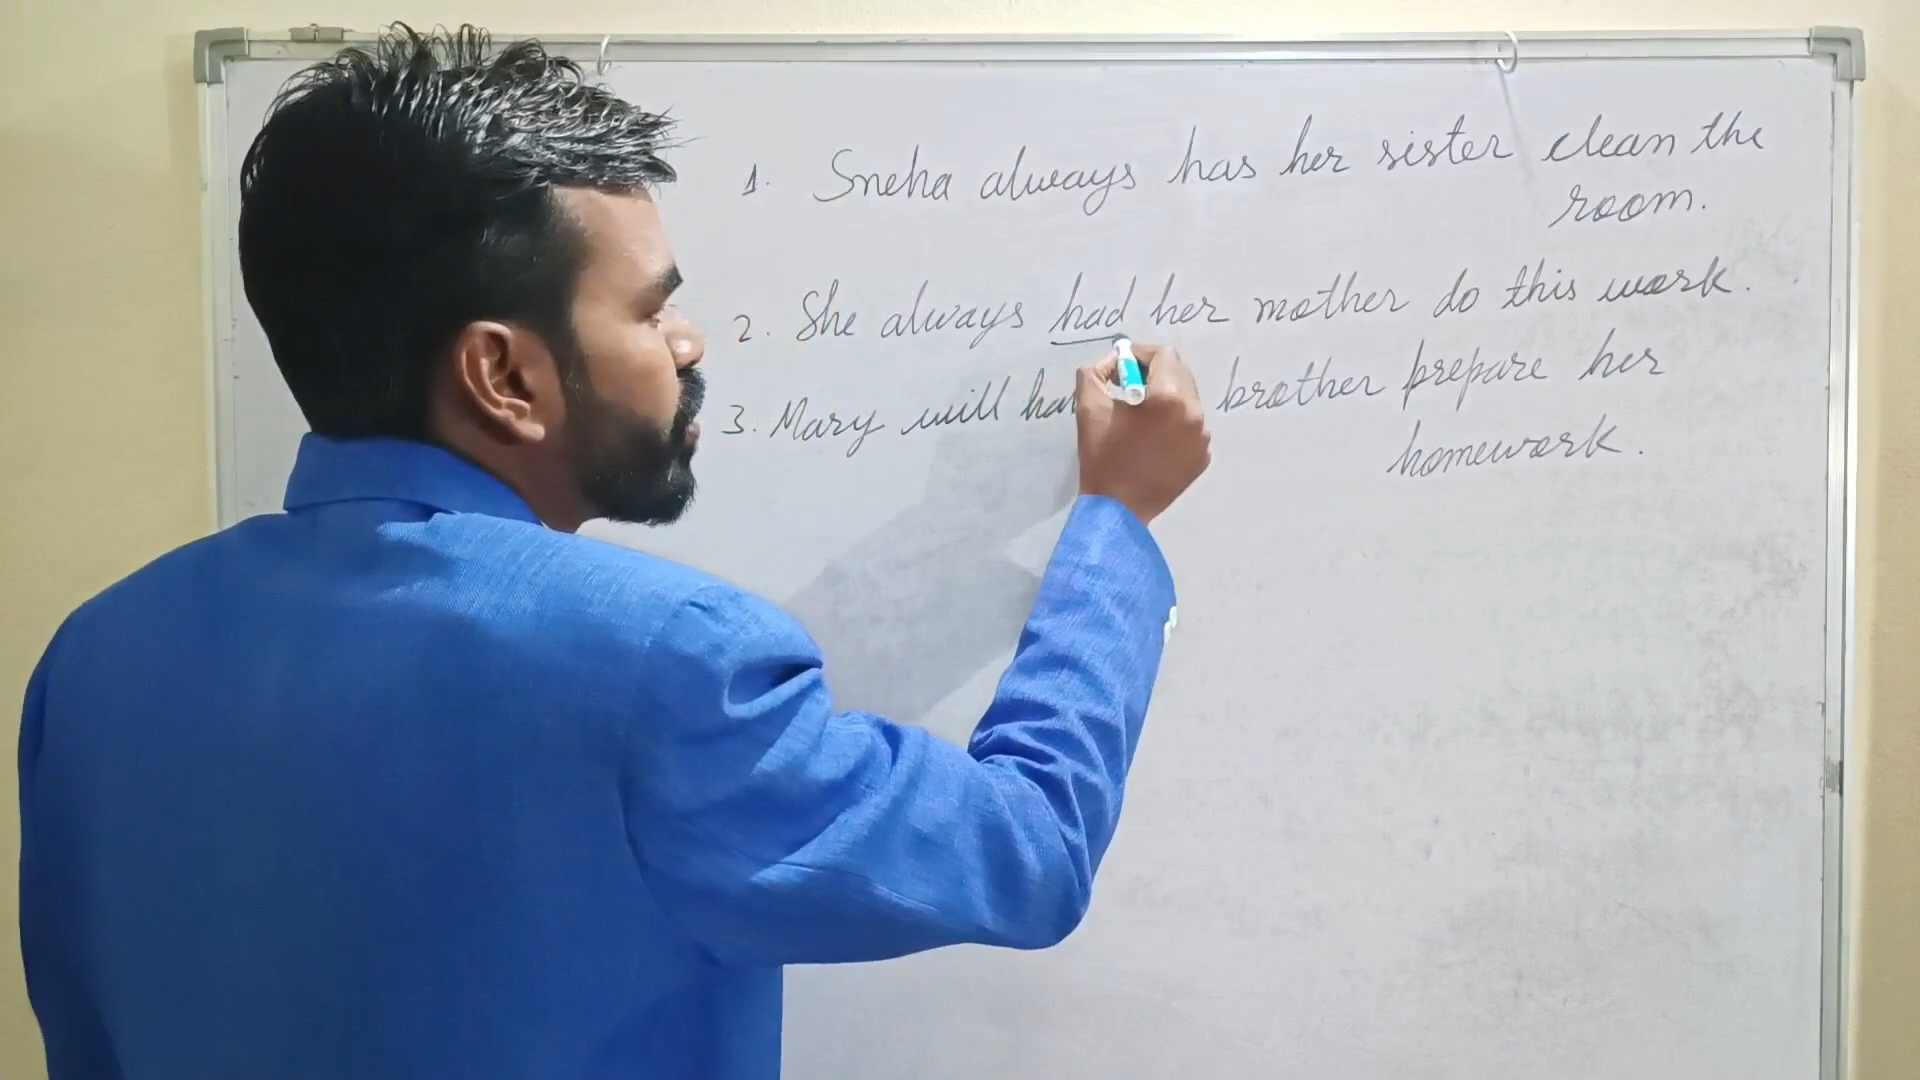 1. Sneha always has her sister clean the
room.
2. She always had her mother do this work.
3. Mary will brother prepare her
homework.